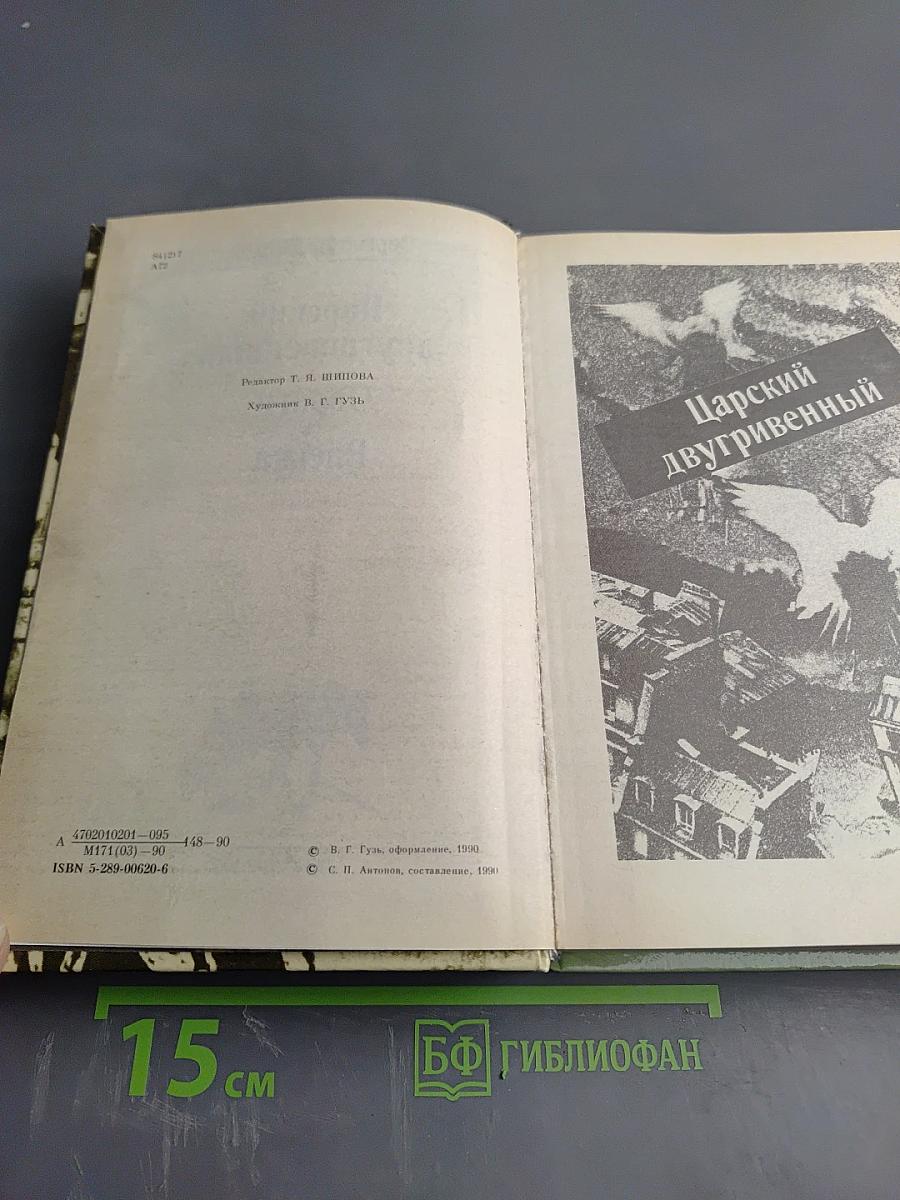 84(2)7
А72
Редактор Т. Я. ШИПОВА
Художник В. Г. ГУЗЬ
А 4702010201—095
М171(03)—90 148—90
ISBN 5-289-00620-6
© В. Г. Гузь, оформление, 1990
© С. П. Антонов, составление, 1990
Царский
двугривенный
15 см
БФ ГИБЛИОФАН